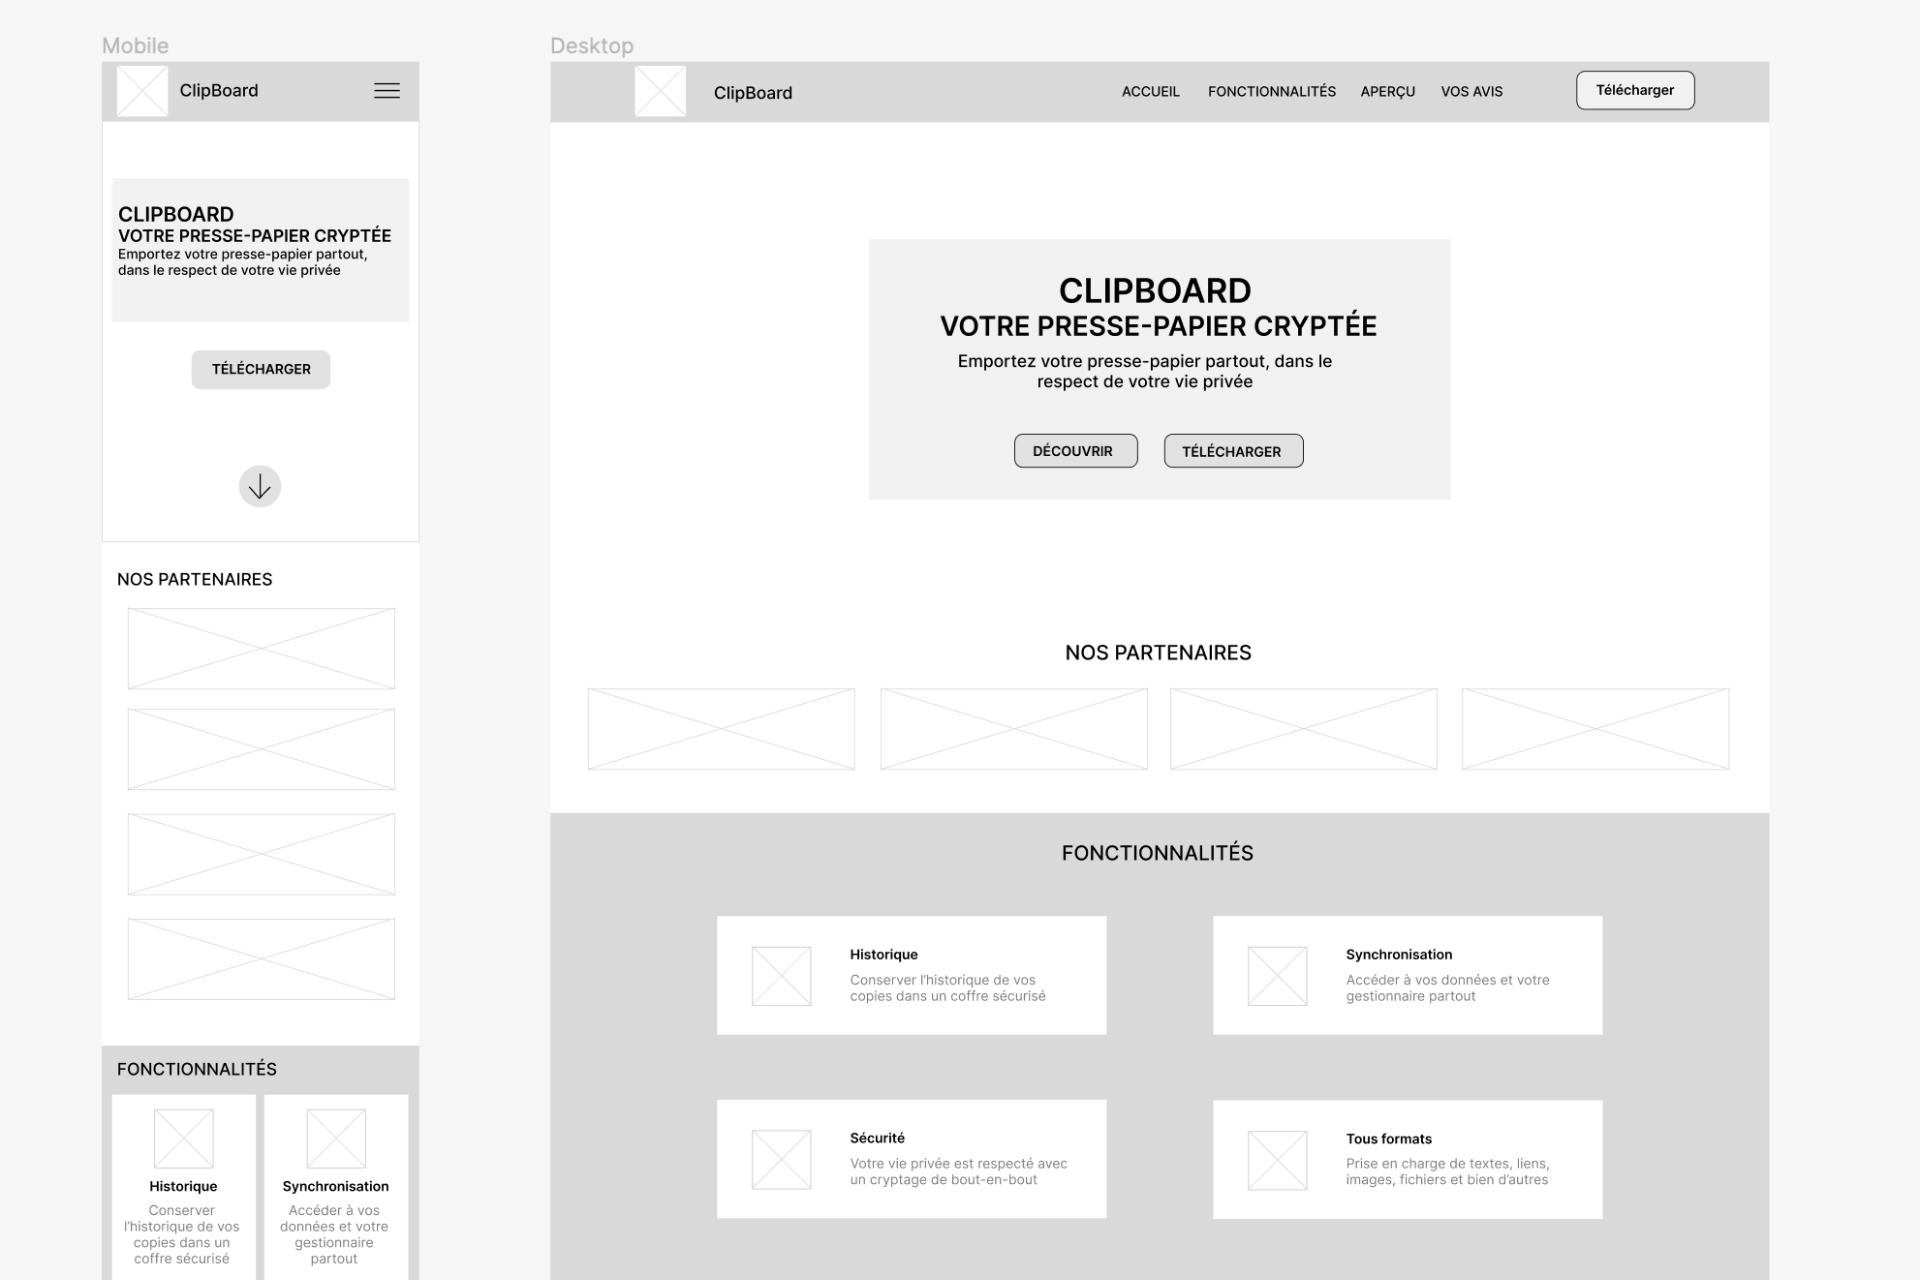 Mobile
ClipBoard
CLIPBOARD
VOTRE PRESSE-PAPIER CRYPTÉE
Emportez votre presse-papier partout,
dans le respect de votre vie privée
TÉLÉCHARGER
NOS PARTENAIRES
FONCTIONNALITÉS
Historique
Conserver
l'historique de vos
copies dans un
coffre sécurisé
Synchronisation
Accéder à vos
données et votre
gestionnaire
partout
Desktop
ClipBoard
ACCUEIL
FONCTIONNALITÉS
APERÇU
VOS AVIS
Télécharger
CLIPBOARD
VOTRE PRESSE-PAPIER CRYPTÉE
Emportez votre presse-papier partout, dans le
respect de votre vie privée
DÉCOUVRIR
TÉLÉCHARGER
NOS PARTENAIRES
FONCTIONNALITÉS
Historique
Conserver l'historique de vos
copies dans un coffre sécurisé
Synchronisation
Accéder à vos données et votre
gestionnaire partout
Sécurité
Votre vie privée est respecté avec
un cryptage de bout-en-bout
Tous formats
Prise en charge de textes, liens,
images, fichiers et bien d'autres